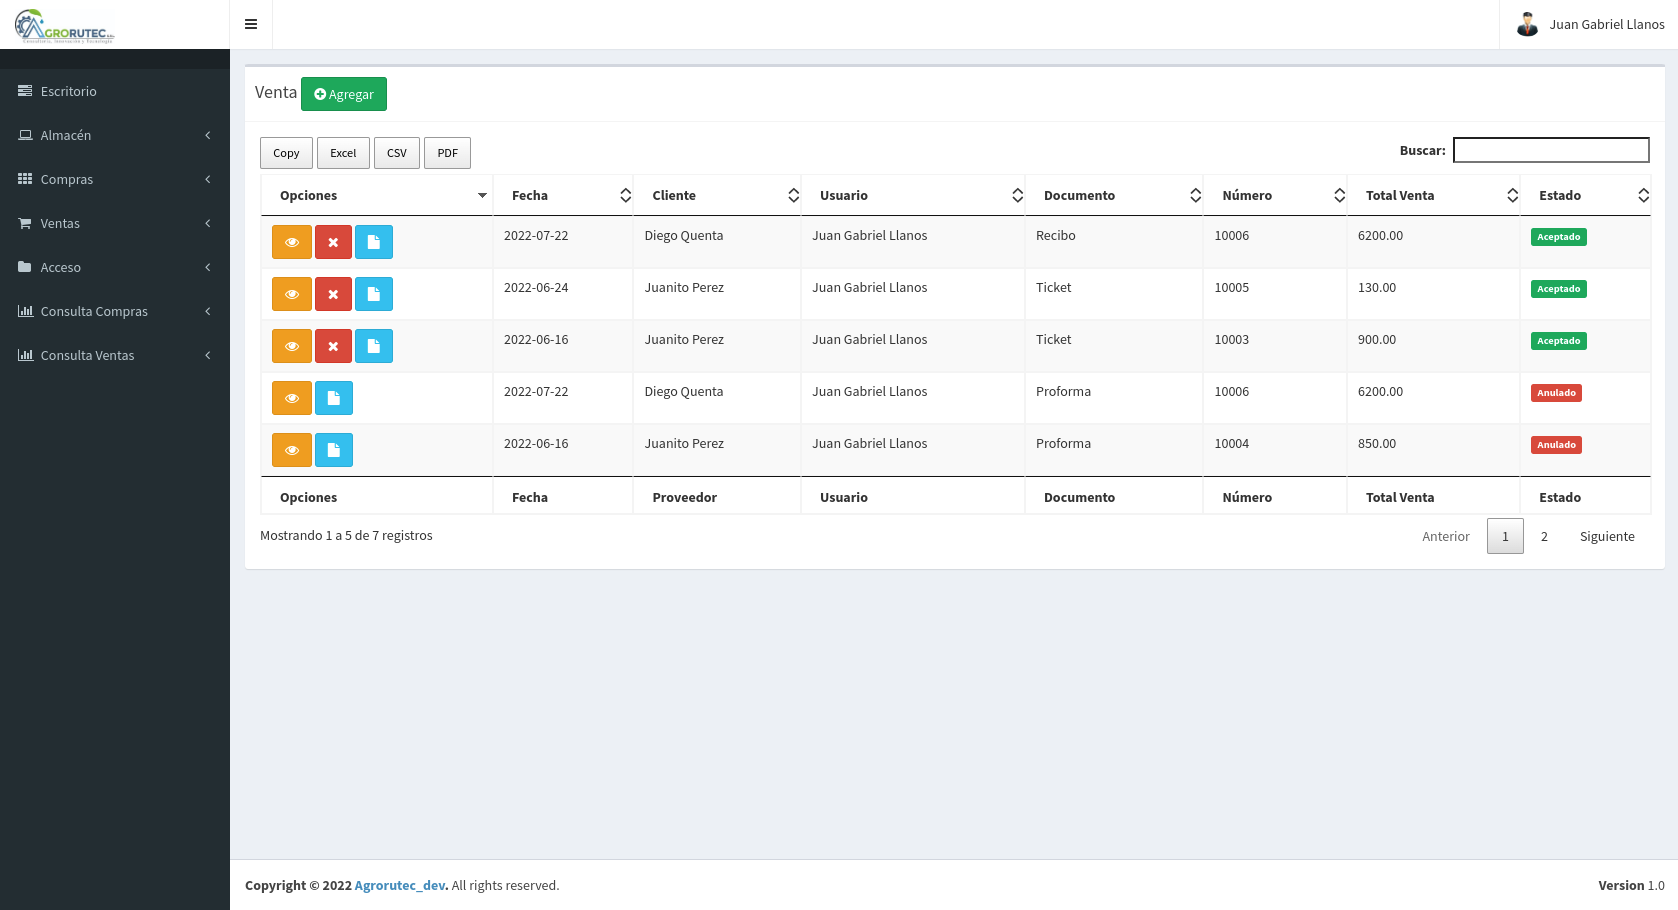 AGRORUTEC
Juan Gabriel Llanos
Escritorio
Almacén
Compras
Ventas
Acceso
Consulta Compras
Consulta Ventas
Venta Agregar
Copy Excel CSV PDF Buscar:
Opciones Fecha Cliente Usuario Documento Número Total Venta Estado
2022-07-22 Diego Quenta Juan Gabriel Llanos Recibo 10006 6200.00 Aceptado
2022-06-24 Juanito Perez Juan Gabriel Llanos Ticket 10005 130.00 Aceptado
2022-06-16 Juanito Perez Juan Gabriel Llanos Ticket 10003 900.00 Aceptado
2022-07-22 Diego Quenta Juan Gabriel Llanos Proforma 10006 6200.00 Anulado
2022-06-16 Juanito Perez Juan Gabriel Llanos Proforma 10004 850.00 Anulado
Opciones Fecha Proveedor Usuario Documento Número Total Venta Estado
Mostrando 1 a 5 de 7 registros Anterior 1 2 Siguiente
Copyright © 2022 Agrorutec_dev. All rights reserved. Version 1.0